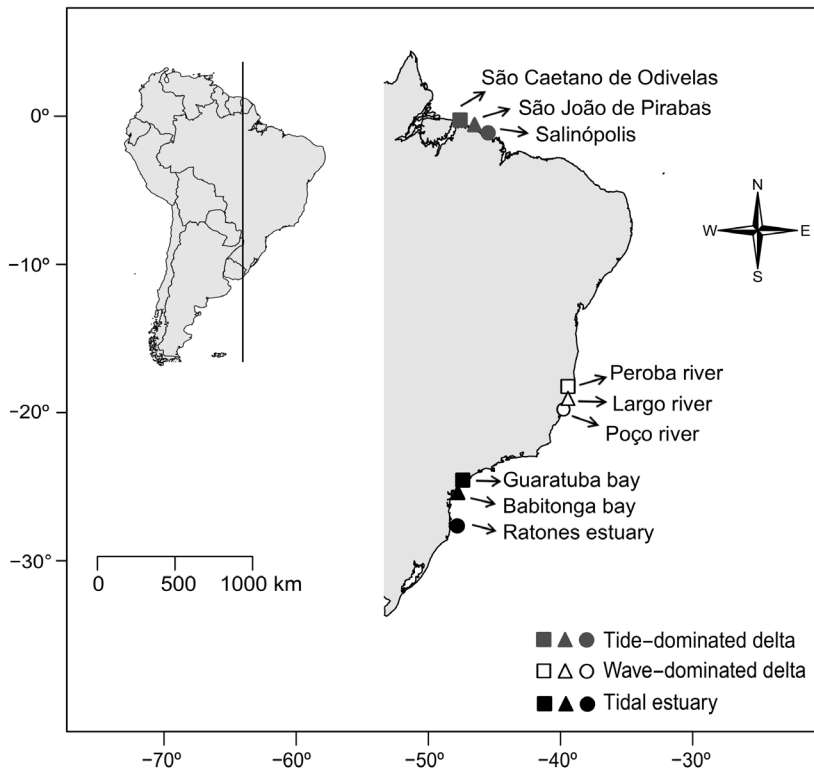 São Caetano de Odivelas
São João de Pirabas
Salinópolis
0°
N
W
E
S
−10°
Peroba river
Largo river
Poço river
−20°
Guaratuba bay
Babitonga bay
Ratones estuary
−30°
0
500
1000 km
Tide−dominated delta
Wave−dominated delta
Tidal estuary
−70°
−60°
−50°
−40°
−30°